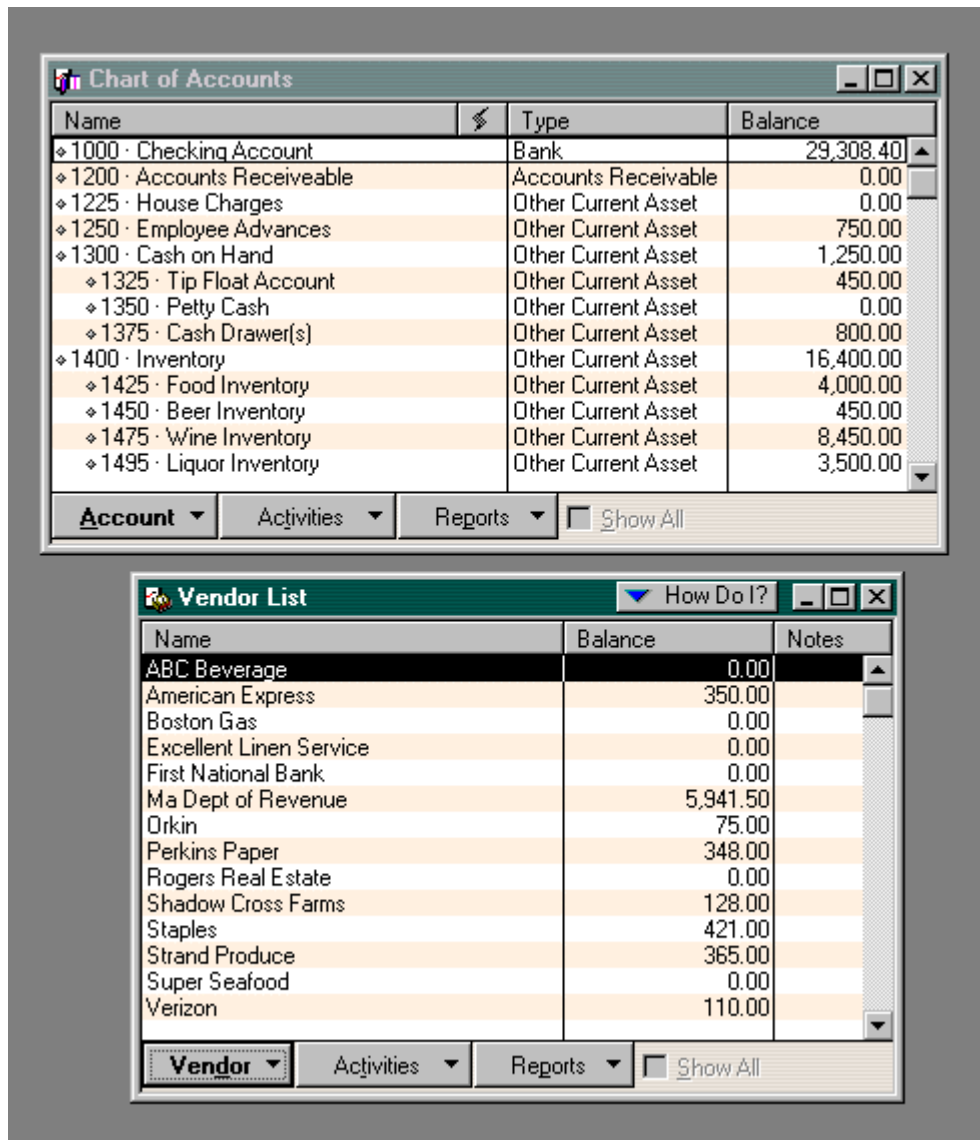 Chart of Accounts
Name Type Balance
1000 · Checking Account Bank 29,308.40
1200 · Accounts Receiveable Accounts Receivable 0.00
1225 · House Charges Other Current Asset 0.00
1250 · Employee Advances Other Current Asset 750.00
1300 · Cash on Hand Other Current Asset 1,250.00
1325 · Tip Float Account Other Current Asset 450.00
1350 · Petty Cash Other Current Asset 0.00
1375 · Cash Drawer(s) Other Current Asset 800.00
1400 · Inventory Other Current Asset 16,400.00
1425 · Food Inventory Other Current Asset 4,000.00
1450 · Beer Inventory Other Current Asset 450.00
1475 · Wine Inventory Other Current Asset 8,450.00
1495 · Liquor Inventory Other Current Asset 3,500.00
Account Activities Reports Show All
Vendor List How Do I?
Name Balance Notes
ABC Beverage 0.00
American Express 350.00
Boston Gas 0.00
Excellent Linen Service 0.00
First National Bank 0.00
Ma Dept of Revenue 5,941.50
Orkin 75.00
Perkins Paper 348.00
Rogers Real Estate 0.00
Shadow Cross Farms 128.00
Staples 421.00
Strand Produce 365.00
Super Seafood 0.00
Verizon 110.00
Vendor Activities Reports Show All